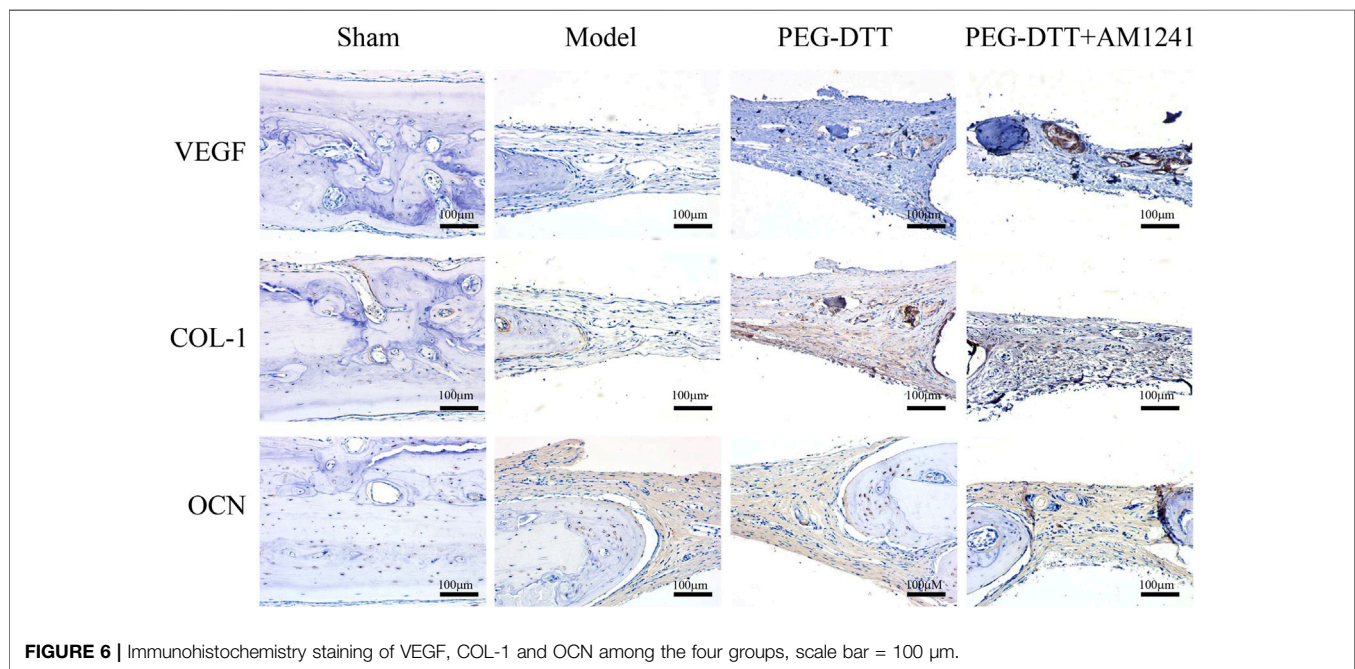 Sham Model PEG-DTT PEG-DTT+AM1241
VEGF
100μm 100μm 100μm 100μm
COL-1
100μm 100μm 100μm 100μm
OCN
100μm 100μm 100μM 100μm
FIGURE 6 | Immunohistochemistry staining of VEGF, COL-1 and OCN among the four groups, scale bar = 100 μm.